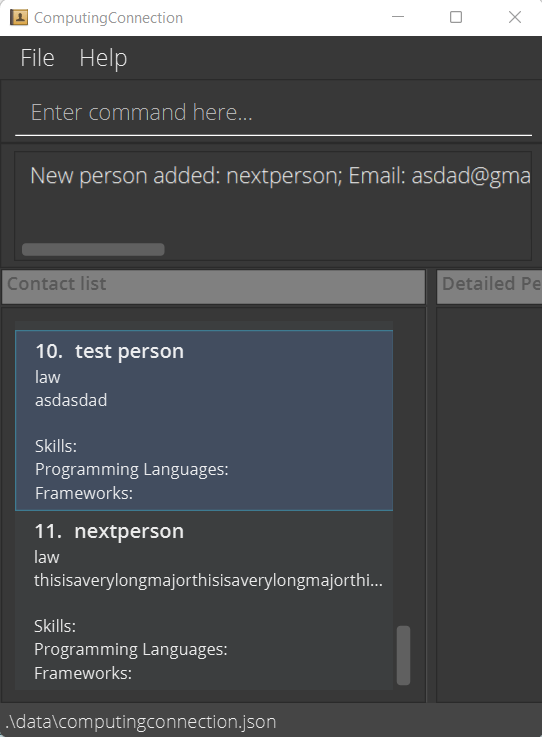 ComputingConnection
File Help
Enter command here...
New person added: nextperson; Email: asdad@gma
Contact list
Detailed Pe
10. test person
law
asdasdad
Skills:
Programming Languages:
Frameworks:
11. nextperson
law
thisisaverylongmajorthisisaverylongmajorthi...
Skills:
Programming Languages:
Frameworks:
.\data\computingconnection.json